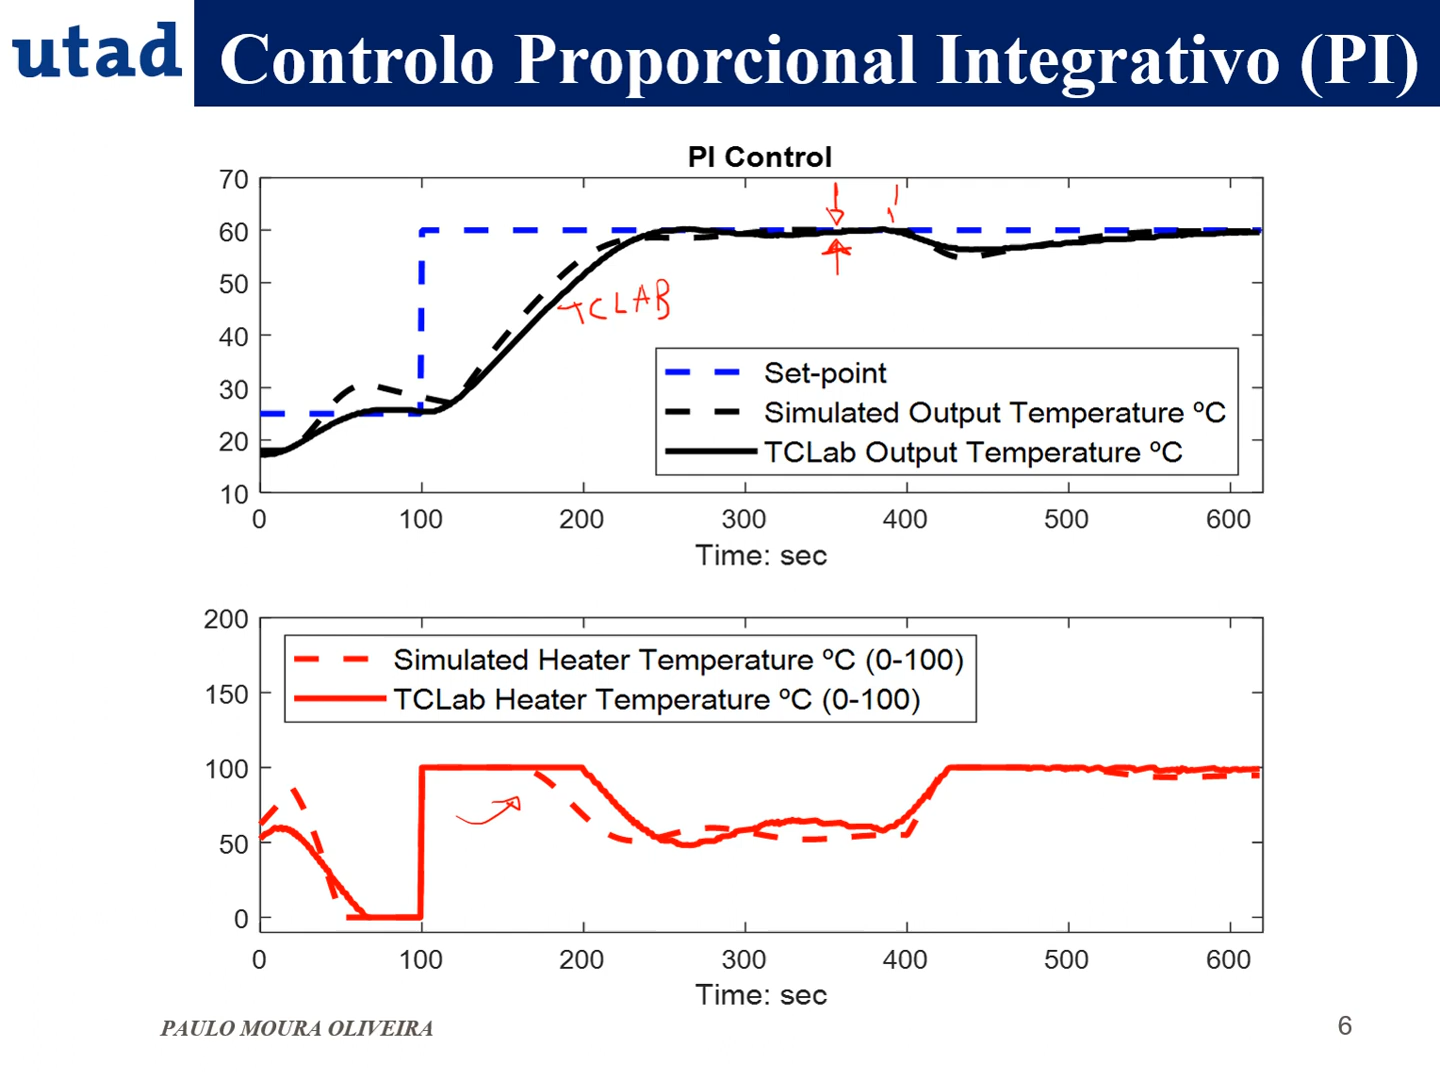 utad
Controlo Proporcional Integrativo (PI)
PI Control
70
60
50
40
30
20
10
TCLAB
Set-point
Simulated Output Temperature ºC
TCLab Output Temperature ºC
0 100 200 300 400 500 600
Time: sec
200
150
100
50
0
Simulated Heater Temperature ºC (0-100)
TCLab Heater Temperature ºC (0-100)
0 100 200 300 400 500 600
Time: sec
PAULO MOURA OLIVEIRA
6